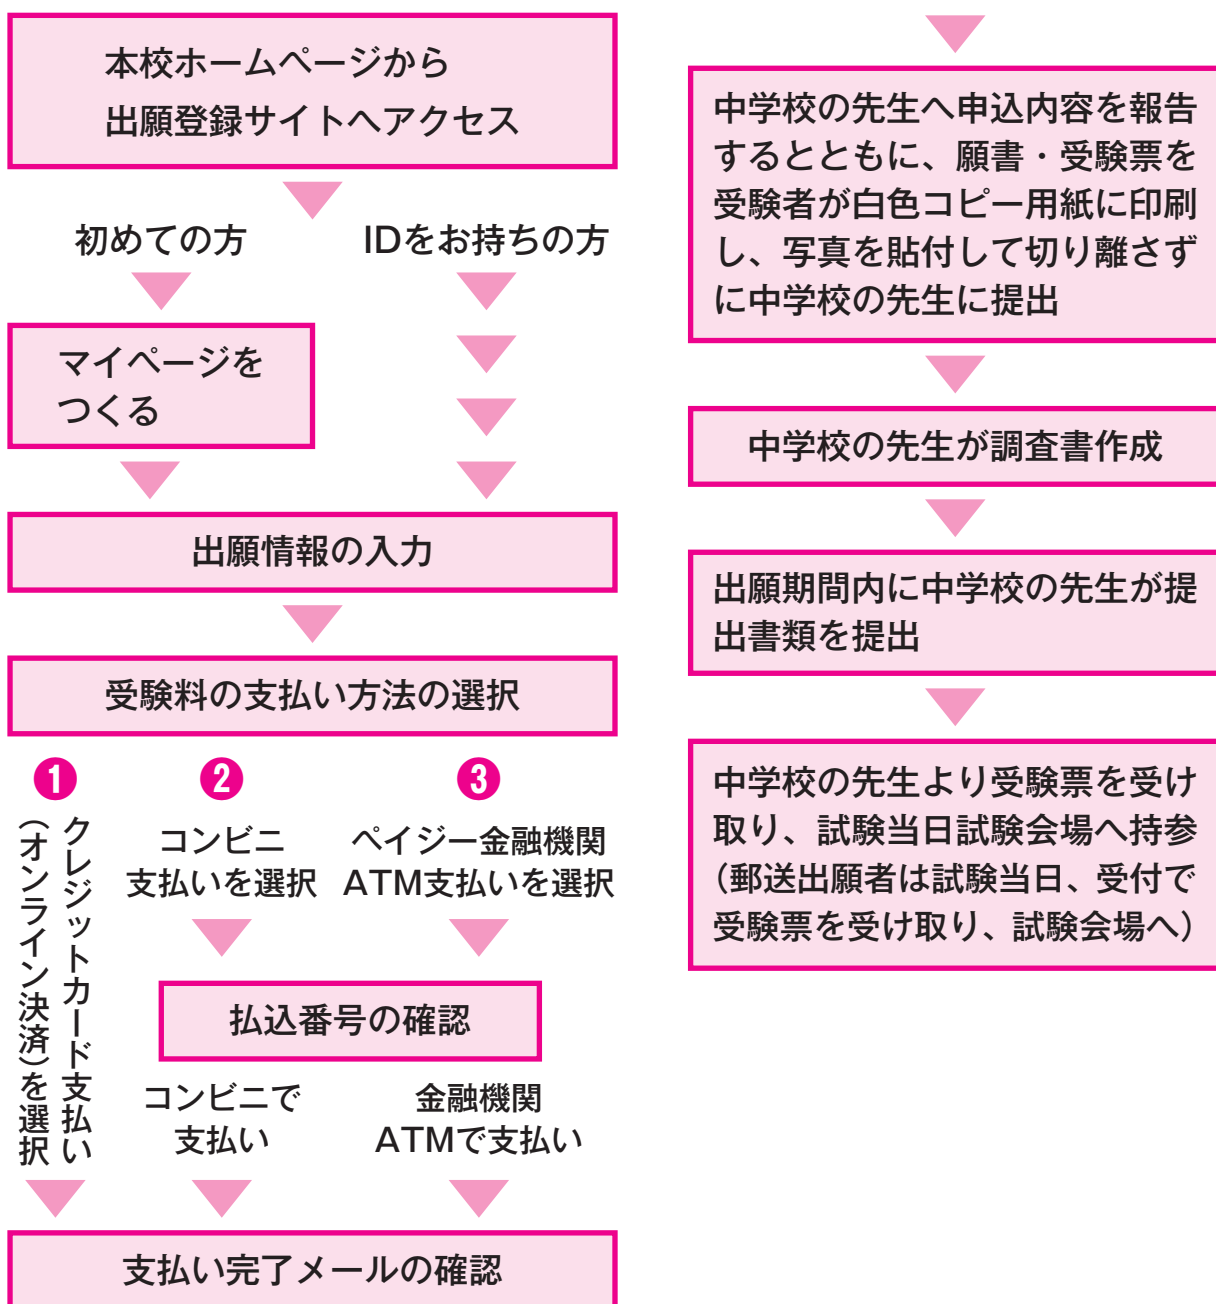 本校ホームページから
出願登録サイトへアクセス
初めての方
IDをお持ちの方
マイページを
つくる
出願情報の入力
受験料の支払い方法の選択
❶
クレジットカード支払い
（オンライン決済）を選択
❷
コンビニ
支払いを選択
❸
ペイジー金融機関
ATM支払いを選択
払込番号の確認
コンビニで
支払い
金融機関
ATMで支払い
支払い完了メールの確認
中学校の先生へ申込内容を報告
するとともに、願書・受験票を
受験者が白色コピー用紙に印刷
し、写真を貼付して切り離さず
に中学校の先生に提出
中学校の先生が調査書作成
出願期間内に中学校の先生が提
出書類を提出
中学校の先生より受験票を受け
取り、試験当日試験会場へ持参
（郵送出願者は試験当日、受付で
受験票を受け取り、試験会場へ）